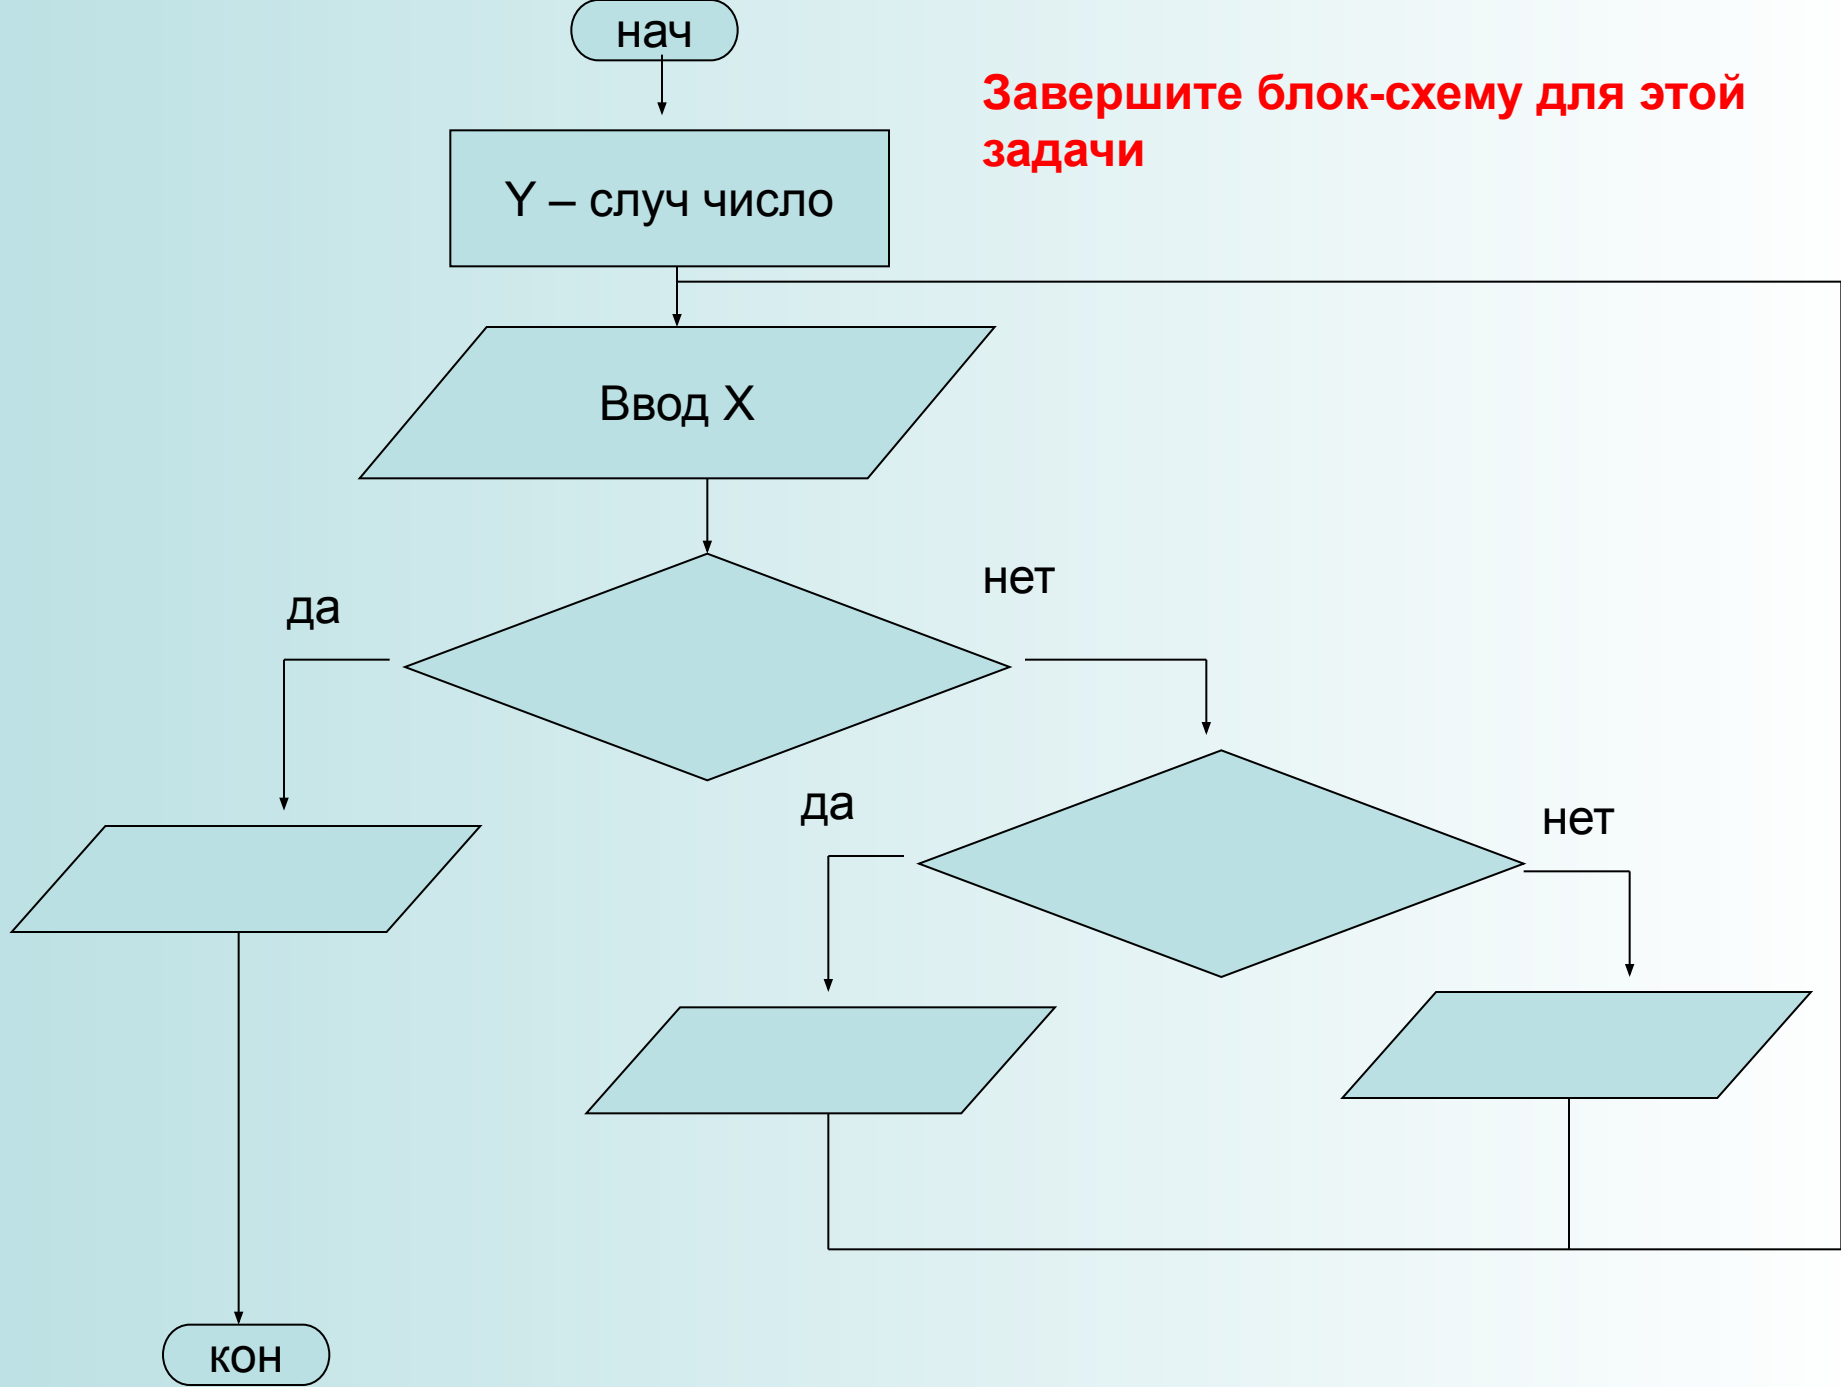 нач
Завершите блок-схему для этой
задачи
Y – случ число
Ввод X
нет
да
да
нет
кон